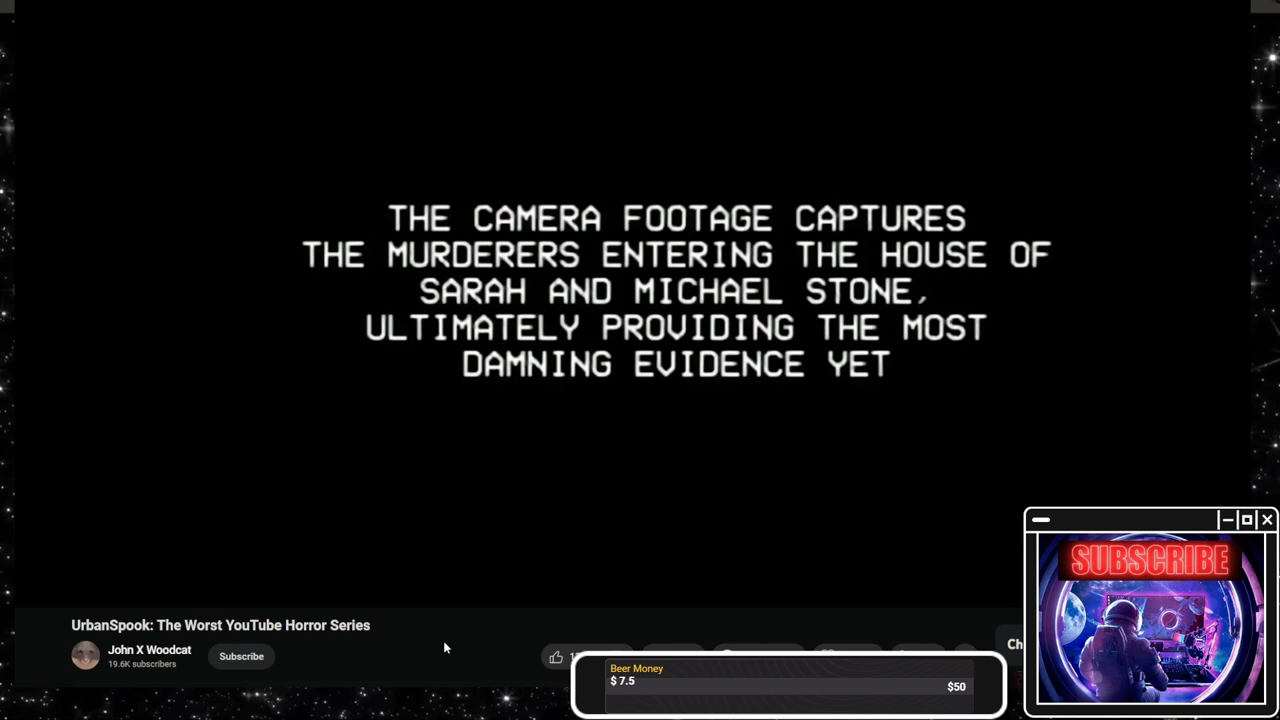 THE CAMERA FOOTAGE CAPTURES
THE MURDERERS ENTERING THE HOUSE OF
SARAH AND MICHAEL STONE,
ULTIMATELY PROVIDING THE MOST
DAMNING EVIDENCE YET
SUBSCRIBE
UrbanSpook: The Worst YouTube Horror Series
John X Woodcat
19.6K subscribers
Subscribe
Beer Money
$ 7.5
$50